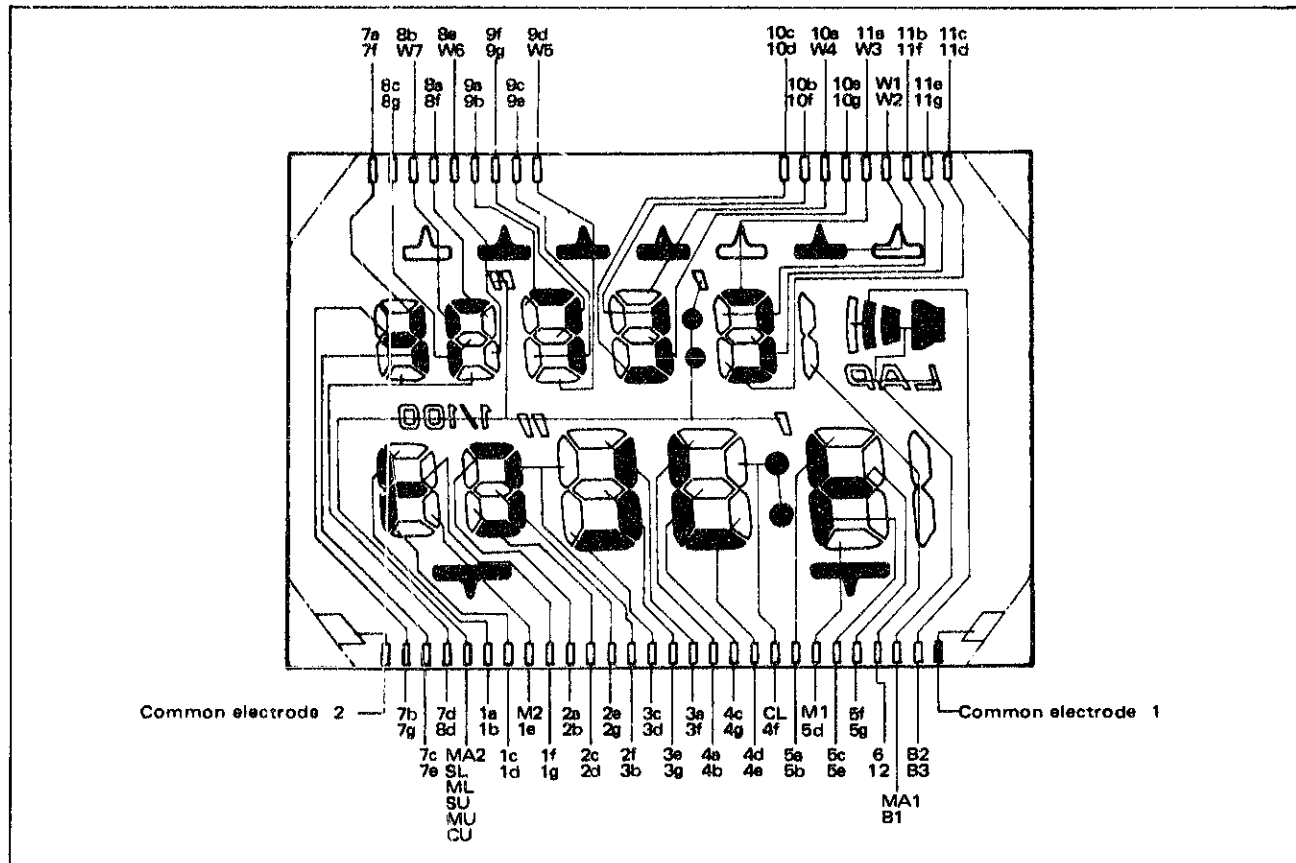 7a 8b 8e 9f 9d 10c 10a 11a 11b 11c
7f W7 W6 9g W5 10d W4 W3 11f 11d
8c 8a 9a 9c 10b 10e W1 11e
8g 8f 9b 9e 10f 10g W2 11g
LAP
1/100
Common electrode 2
Common electrode 1
7b 7d 1a M2 2a 2e 3c 3a 4c CL M1 5f
7g 8d 1b 1e 2b 2g 3d 3f 4g 4f 5d 5g
7c MA2 1c 1f 2c 2f 3e 4a 4d 5a 5c 6 B2
7e SL 1d 1g 2d 3b 3g 4b 4e 5b 5e 12 B3
ML
SU
MU
CU
MA1
B1